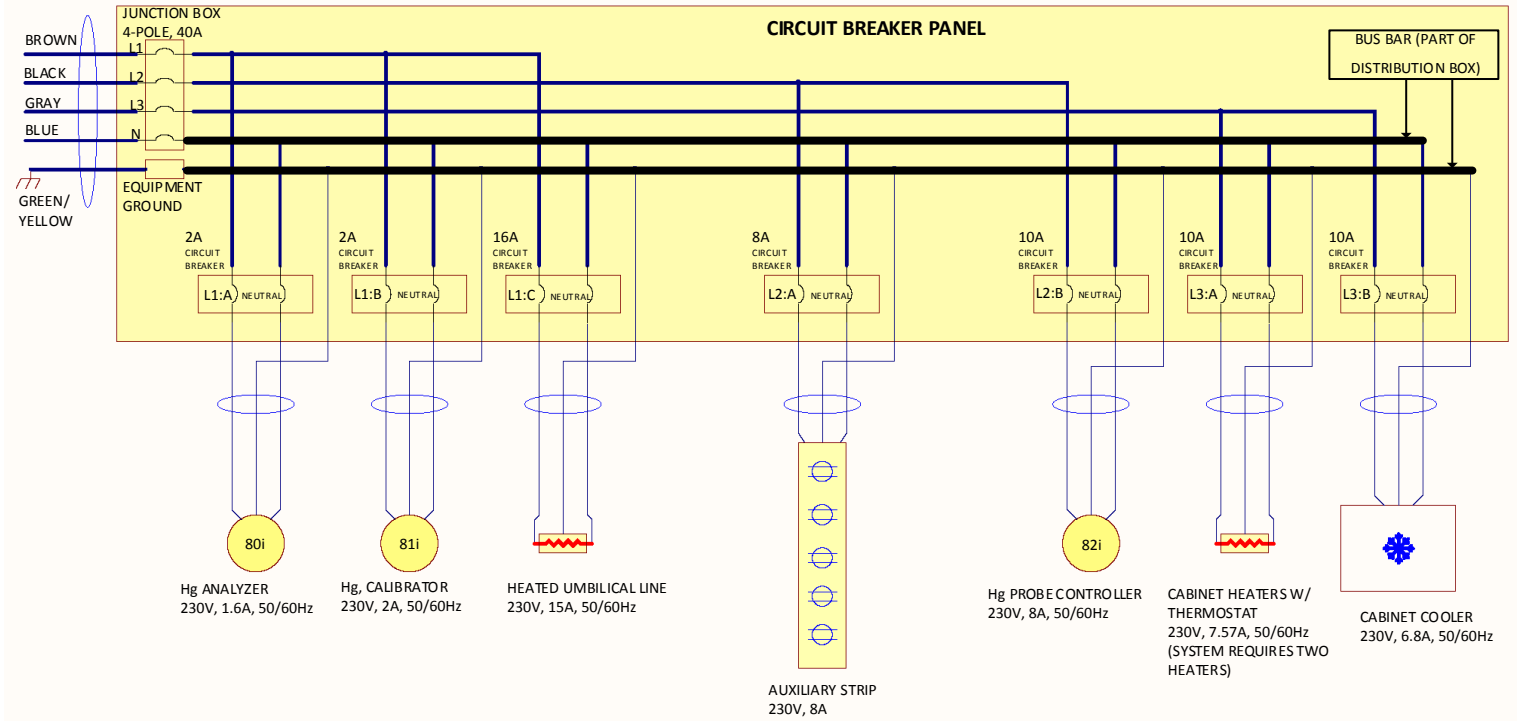 JUNCTION BOX
4-POLE, 40A
CIRCUIT BREAKER PANEL
BUS BAR (PART OF
DISTRIBUTION BOX)
BROWN
L1
BLACK
L2
GRAY
L3
BLUE
N
EQUIPMENT
GROUND
GREEN/
YELLOW
2A
CIRCUIT
BREAKER
L1:A
NEUTRAL
2A
CIRCUIT
BREAKER
L1:B
NEUTRAL
16A
CIRCUIT
BREAKER
L1:C
NEUTRAL
8A
CIRCUIT
BREAKER
L2:A
NEUTRAL
10A
CIRCUIT
BREAKER
L2:B
NEUTRAL
10A
CIRCUIT
BREAKER
L3:A
NEUTRAL
10A
CIRCUIT
BREAKER
L3:B
NEUTRAL
80i
Hg ANALYZER
230V, 1.6A, 50/60Hz
81i
Hg, CALIBRATOR
230V, 2A, 50/60Hz
HEATED UMBILICAL LINE
230V, 15A, 50/60Hz
AUXILIARY STRIP
230V, 8A
82i
Hg PROBE CONTROLLER
230V, 8A, 50/60Hz
CABINET HEATERS W/
THERMOSTAT
230V, 7.57A, 50/60Hz
(SYSTEM REQUIRES TWO
HEATERS)
CABINET COOLER
230V, 6.8A, 50/60Hz